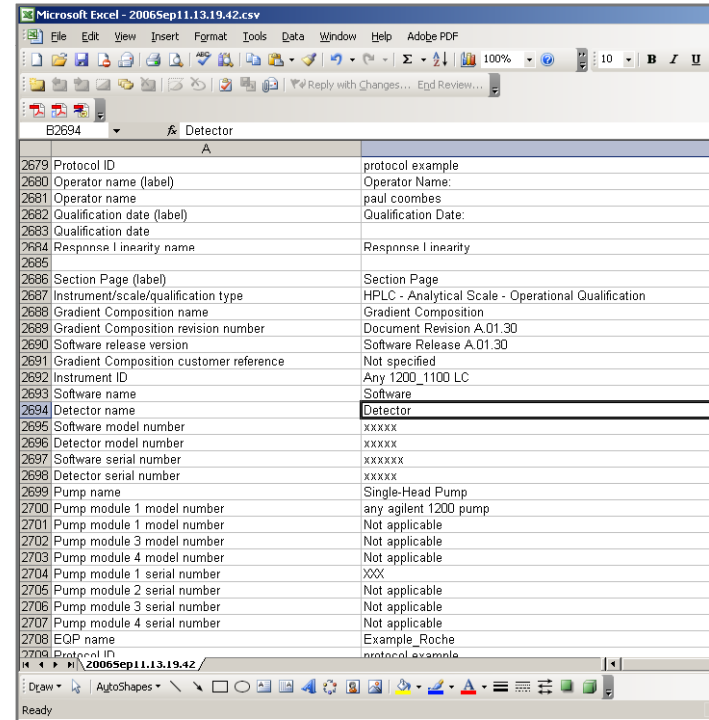 Microsoft Excel - 2006Sep11.13.19.42.csv
File Edit View Insert Format Tools Data Window Help Adobe PDF
100% 10 B I U
Reply with Changes... End Review...
B2694 fx Detector
A
2679 Protocol ID protocol example
2680 Operator name (label) Operator Name:
2681 Operator name paul coombes
2682 Qualification date (label) Qualification Date:
2683 Qualification date
2684 Response Linearity name Response Linearity
2685
2686 Section Page (label) Section Page
2687 Instrument/scale/qualification type HPLC - Analytical Scale - Operational Qualification
2688 Gradient Composition name Gradient Composition
2689 Gradient Composition revision number Document Revision A.01.30
2690 Software release version Software Release A.01.30
2691 Gradient Composition customer reference Not specified
2692 Instrument ID Any 1200_1100 LC
2693 Software name Software
2694 Detector name Detector
2695 Software model number xxxxx
2696 Detector model number xxxxx
2697 Software serial number xxxxxx
2698 Detector serial number xxxxx
2699 Pump name Single-Head Pump
2700 Pump module 1 model number any agilent 1200 pump
2701 Pump module 1 model number Not applicable
2702 Pump module 3 model number Not applicable
2703 Pump module 4 model number Not applicable
2704 Pump module 1 serial number XXX
2705 Pump module 2 serial number Not applicable
2706 Pump module 3 serial number Not applicable
2707 Pump module 4 serial number Not applicable
2708 EQP name Example_Roche
2709 Protocol ID protocol example
2006Sep11.13.19.42
Draw AutoShapes
Ready